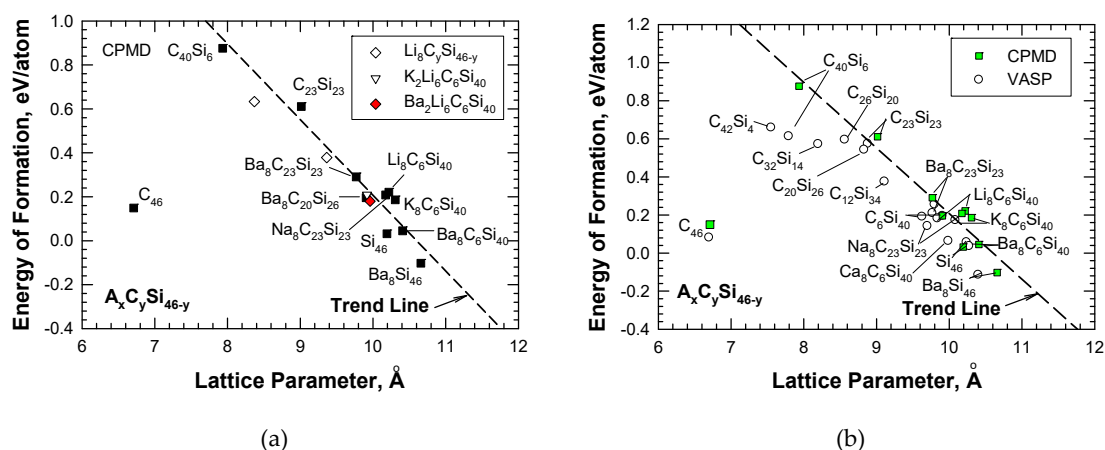 1.0
0.8
0.6
0.4
0.2
0.0
-0.2
-0.4
Energy of Formation, eV/atom
CPMD
C₄₀Si₆
◇ Li₈CᵧSi₄₆₋ᵧ
▽ K₂Li₆C₆Si₄₀
◆ Ba₂Li₆C₆Si₄₀
C₂₃Si₂₃
Ba₈C₂₃Si₂₃
Li₈C₆Si₄₀
C₄₆
Ba₈C₂₀Si₂₆
K₈C₆Si₄₀
Na₈C₂₃Si₂₃
Si₄₆
Ba₈C₆Si₄₀
Ba₈Si₄₆
AₓCᵧSi₄₆₋ᵧ
Trend Line
6 7 8 9 10 11 12
Lattice Parameter, Å
(a)
1.2
1.0
0.8
0.6
0.4
0.2
0.0
-0.2
-0.4
Energy of Formation, eV/atom
CPMD
VASP
C₄₀Si₆
C₂₆Si₂₀
C₄₂Si₄
C₂₃Si₂₃
C₃₂Si₁₄
C₂₀Si₂₆
Ba₈C₂₃Si₂₃
C₁₂Si₃₄
Li₈C₆Si₄₀
C₆Si₄₀
C₄₆
K₈C₆Si₄₀
Na₈C₂₃Si₂₃
Si₄₆
Ba₈C₆Si₄₀
Ca₈C₆Si₄₀
Ba₈Si₄₆
AₓCᵧSi₄₆₋ᵧ
Trend Line
6 7 8 9 10 11 12
Lattice Parameter, Å
(b)